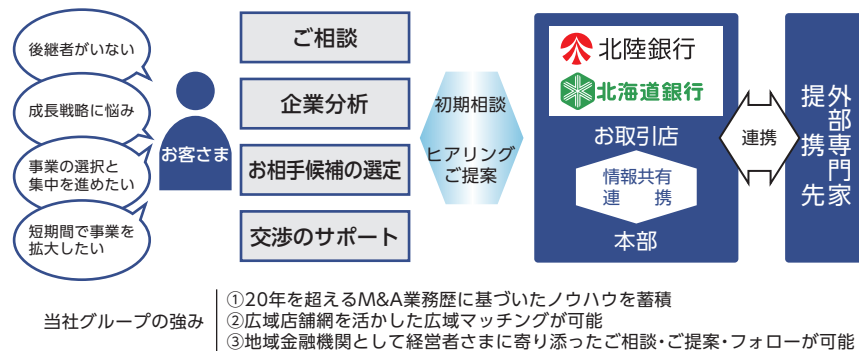 後継者がいない
成長戦略に悩み
事業の選択と
集中を進めたい
短期間で事業を
拡大したい
お客さま
ご相談
企業分析
お相手候補の選定
交渉のサポート
初期相談
ヒアリング
ご提案
北陸銀行
北海道銀行
お取引店
情報共有
連携
本部
連携
外部専門家
提携先
当社グループの強み
①20年を超えるM&A業務歴に基づいたノウハウを蓄積
②広域店舗網を活かした広域マッチングが可能
③地域金融機関として経営者さまに寄り添ったご相談・ご提案・フォローが可能